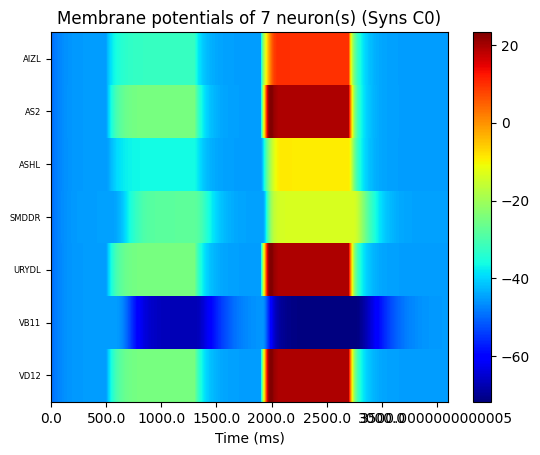 Membrane potentials of 7 neuron(s) (Syns C0)
AIZL
AS2
ASHL
SMDDR
URYDL
VB11
VD12
20
0
−20
−40
−60
0.0 500.0 1000.0 1500.0 2000.0 2500.0 3000.0 3500.0000000000005
Time (ms)